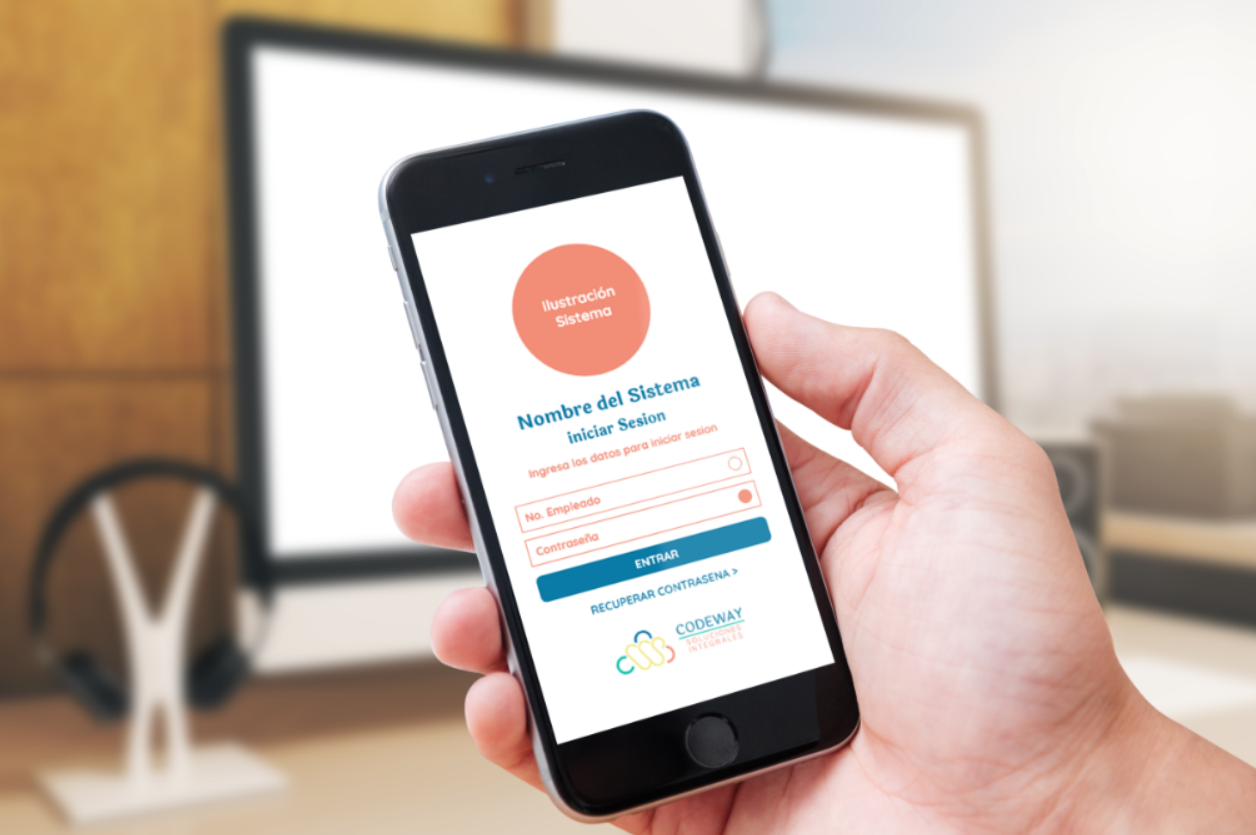 Ilustración
Sistema
Nombre del Sistema
iniciar Sesion
Ingresa los datos para iniciar sesion
No. Empleado
Contraseña
ENTRAR
RECUPERAR CONTRASENA >
CODEWAY
SOLUCIONES
INTEGRALES